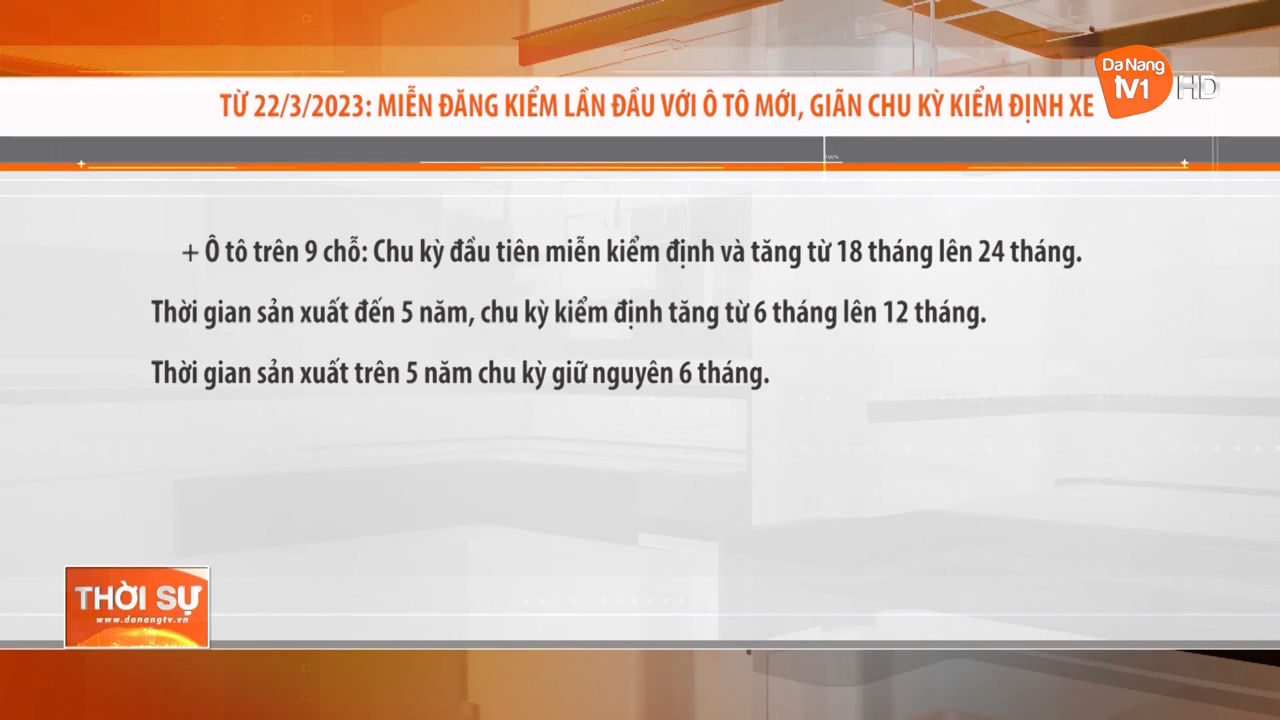 Da Nang
TV1 HD
TỪ 22/3/2023: MIỄN ĐĂNG KIỂM LẦN ĐẦU VỚI Ô TÔ MỚI, GIÃN CHU KỲ KIỂM ĐỊNH XE
100%
+ Ô tô trên 9 chỗ: Chu kỳ đầu tiên miễn kiểm định và tăng từ 18 tháng lên 24 tháng.
Thời gian sản xuất đến 5 năm, chu kỳ kiểm định tăng từ 6 tháng lên 12 tháng.
Thời gian sản xuất trên 5 năm chu kỳ giữ nguyên 6 tháng.
THỜI SỰ
www.danangtv.vn